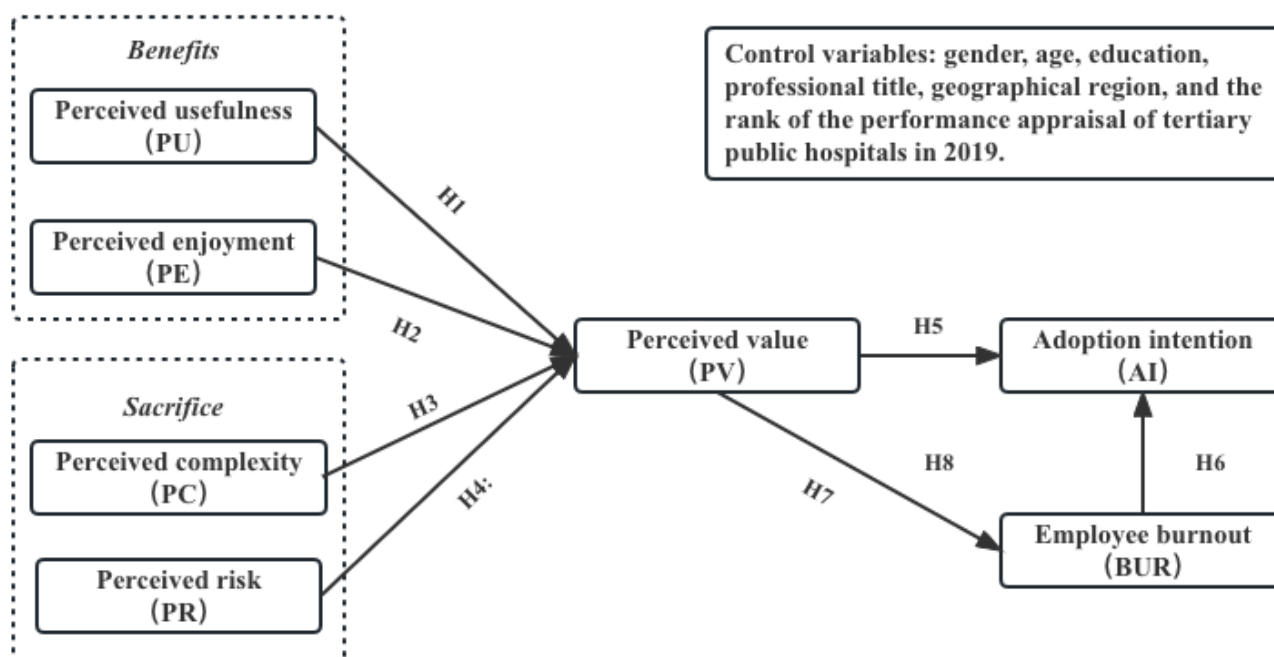 Benefits
Perceived usefulness
(PU)
Perceived enjoyment
(PE)
Sacrifice
Perceived complexity
(PC)
Perceived risk
(PR)
H1
H2
H3
H4:
Perceived value
(PV)
H5
H8
H7
Control variables: gender, age, education,
professional title, geographical region, and the
rank of the performance appraisal of tertiary
public hospitals in 2019.
Adoption intention
(AI)
H6
Employee burnout
(BUR)